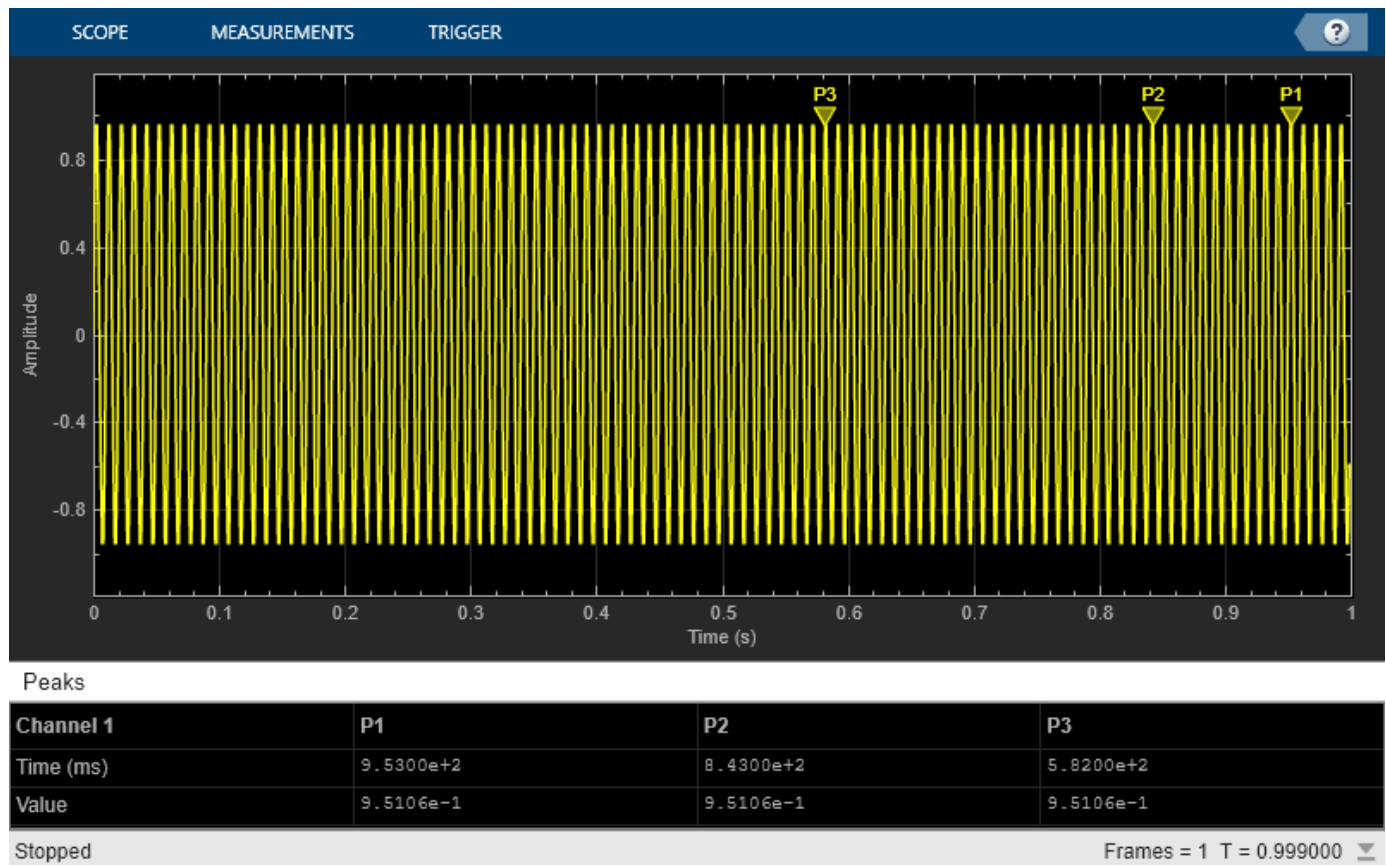 SCOPE MEASUREMENTS TRIGGER ?
P3 P2 P1
0.8
0.4
0
-0.4
-0.8
Amplitude
0 0.1 0.2 0.3 0.4 0.5 0.6 0.7 0.8 0.9 1
Time (s)
Peaks
Channel 1 P1 P2 P3
Time (ms) 9.5300e+2 8.4300e+2 5.8200e+2
Value 9.5106e-1 9.5106e-1 9.5106e-1
Stopped Frames = 1 T = 0.999000